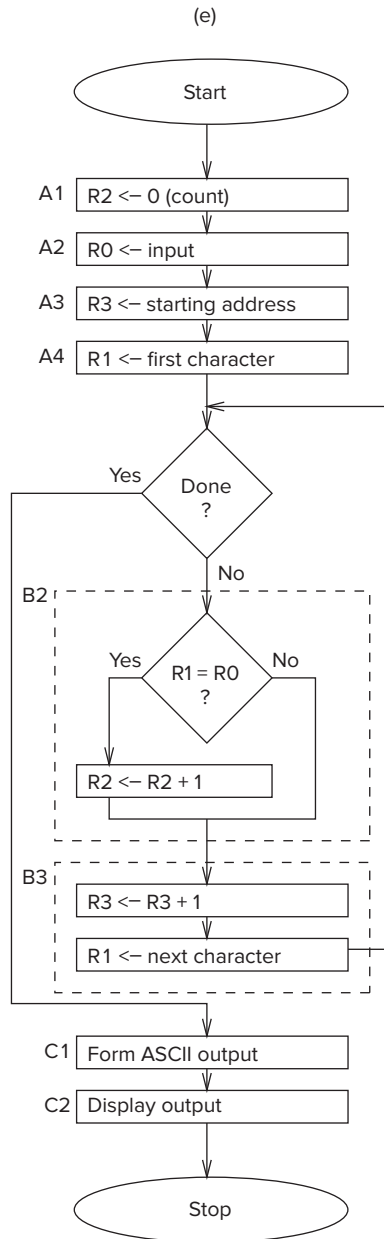 (e)
Start
A1 R2 <– 0 (count)
A2 R0 <– input
A3 R3 <– starting address
A4 R1 <– first character
Yes
Done
?
No
B2
Yes R1 = R0 No
?
R2 <– R2 + 1
B3
R3 <– R3 + 1
R1 <– next character
C1 Form ASCII output
C2 Display output
Stop